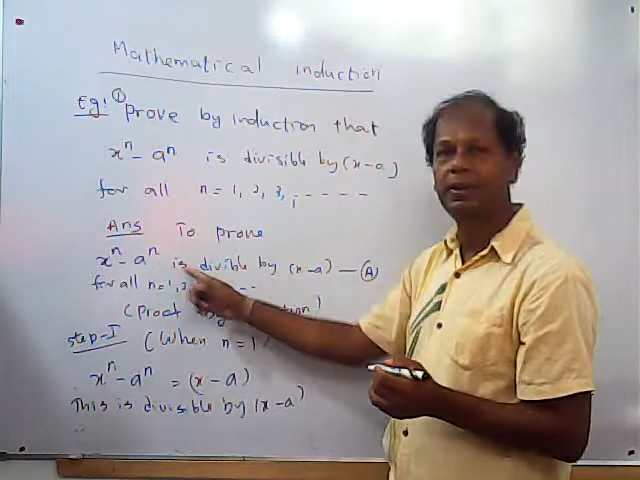 Mathematical induction
Eg: ① prove by induction that
xⁿ - aⁿ is divisible by (x-a)
for all n = 1, 2, 3, ; - - - - -
Ans To prove
xⁿ - aⁿ is divible by (x-a) — Ⓐ
for all n=1, 2
(Proof
step-I (When n = 1)
xⁿ - aⁿ = (x - a)
This is divisible by (x-a)